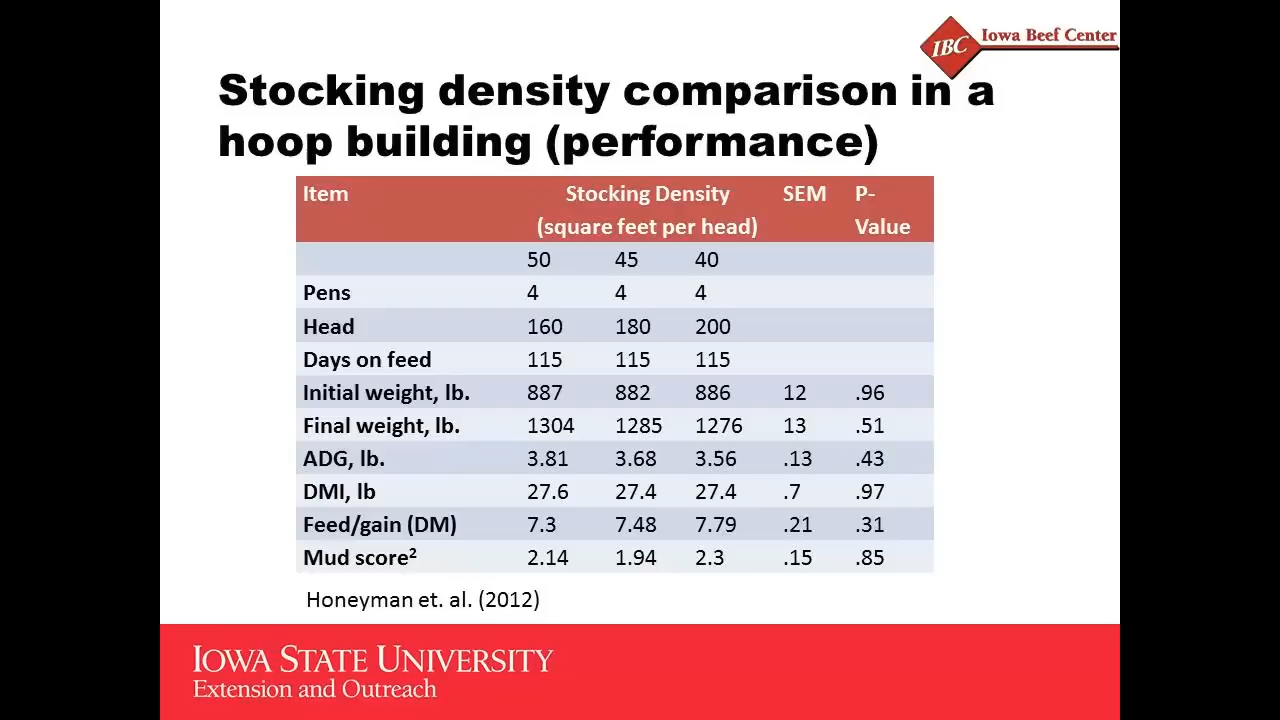 IBC Iowa Beef Center
Stocking density comparison in a
hoop building (performance)
Item Stocking Density SEM P-
(square feet per head) Value
50 45 40
Pens 4 4 4
Head 160 180 200
Days on feed 115 115 115
Initial weight, lb. 887 882 886 12 .96
Final weight, lb. 1304 1285 1276 13 .51
ADG, lb. 3.81 3.68 3.56 .13 .43
DMI, lb 27.6 27.4 27.4 .7 .97
Feed/gain (DM) 7.3 7.48 7.79 .21 .31
Mud score² 2.14 1.94 2.3 .15 .85
Honeyman et. al. (2012)
IOWA STATE UNIVERSITY
Extension and Outreach